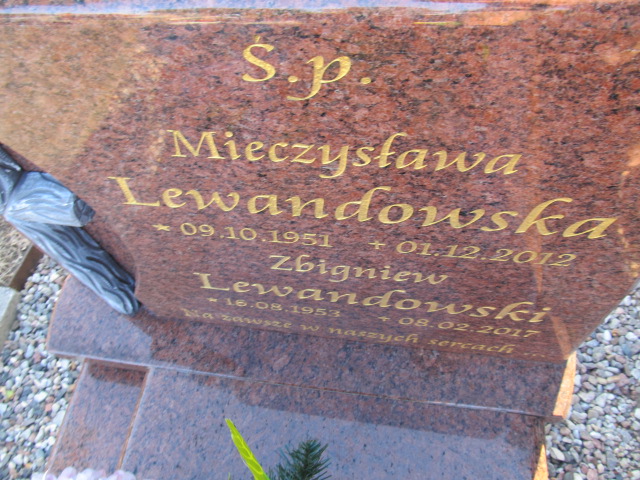 Ś.p.
Mieczysława
Lewandowska
* 09.10.1951 + 01.12.2012
Zbigniew
Lewandowski
* 16.08.1953 + 08.02.2017
Na zawsze w naszych sercach...